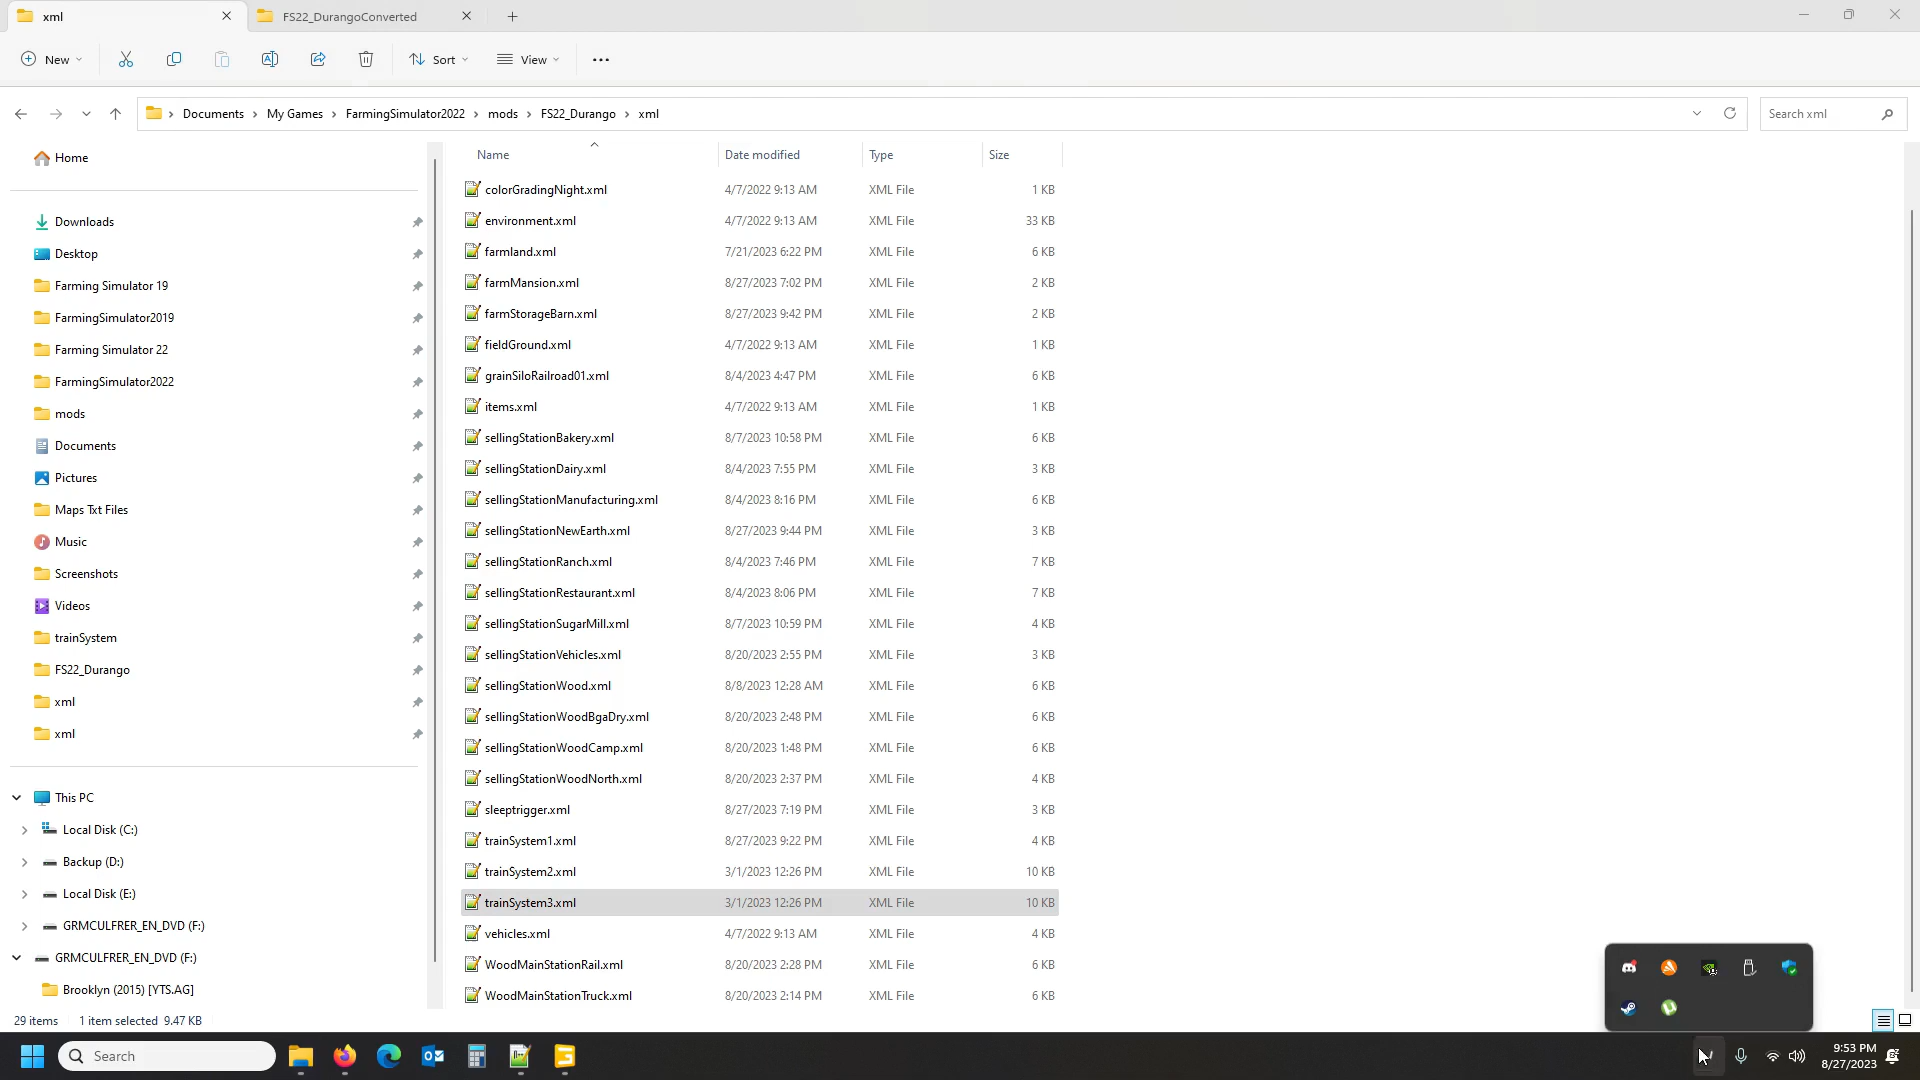 xml
FS22_DurangoConverted
New
Sort
View
Documents
My Games
FarmingSimulator2022
mods
FS22_Durango
xml
Search xml
Home
Downloads
Desktop
Farming Simulator 19
FarmingSimulator2019
Farming Simulator 22
FarmingSimulator2022
mods
Documents
Pictures
Maps Txt Files
Music
Screenshots
Videos
trainSystem
FS22_Durango
xml
xml
This PC
Local Disk (C:)
Backup (D:)
Local Disk (E:)
GRMCULFRER_EN_DVD (F:)
GRMCULFRER_EN_DVD (F:)
Brooklyn (2015) [YTS.AG]
Name Date modified Type Size
colorGradingNight.xml 4/7/2022 9:13 AM XML File 1 KB
environment.xml 4/7/2022 9:13 AM XML File 33 KB
farmland.xml 7/21/2023 6:22 PM XML File 6 KB
farmMansion.xml 8/27/2023 7:02 PM XML File 2 KB
farmStorageBarn.xml 8/27/2023 9:42 PM XML File 2 KB
fieldGround.xml 4/7/2022 9:13 AM XML File 1 KB
grainSiloRailroad01.xml 8/4/2023 4:47 PM XML File 6 KB
items.xml 4/7/2022 9:13 AM XML File 1 KB
sellingStationBakery.xml 8/7/2023 10:58 PM XML File 6 KB
sellingStationDairy.xml 8/4/2023 7:55 PM XML File 3 KB
sellingStationManufacturing.xml 8/4/2023 8:16 PM XML File 6 KB
sellingStationNewEarth.xml 8/27/2023 9:44 PM XML File 3 KB
sellingStationRanch.xml 8/4/2023 7:46 PM XML File 7 KB
sellingStationRestaurant.xml 8/4/2023 8:06 PM XML File 7 KB
sellingStationSugarMill.xml 8/7/2023 10:59 PM XML File 4 KB
sellingStationVehicles.xml 8/20/2023 2:55 PM XML File 3 KB
sellingStationWood.xml 8/8/2023 12:28 AM XML File 6 KB
sellingStationWoodBgaDry.xml 8/20/2023 2:48 PM XML File 6 KB
sellingStationWoodCamp.xml 8/20/2023 1:48 PM XML File 6 KB
sellingStationWoodNorth.xml 8/20/2023 2:37 PM XML File 4 KB
sleeptrigger.xml 8/27/2023 7:19 PM XML File 3 KB
trainSystem1.xml 8/27/2023 9:22 PM XML File 4 KB
trainSystem2.xml 3/1/2023 12:26 PM XML File 10 KB
trainSystem3.xml 3/1/2023 12:26 PM XML File 10 KB
vehicles.xml 4/7/2022 9:13 AM XML File 4 KB
WoodMainStationRail.xml 8/20/2023 2:28 PM XML File 6 KB
WoodMainStationTruck.xml 8/20/2023 2:14 PM XML File 6 KB
29 items 1 item selected 9.47 KB
Search
9:53 PM
8/27/2023